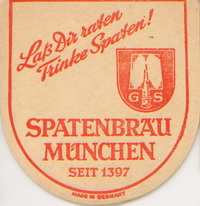 Laß Dir raten
Trinke Spaten!
G S
SPATENBRÄU
MÜNCHEN
SEIT 1397
MADE IN GERMANY